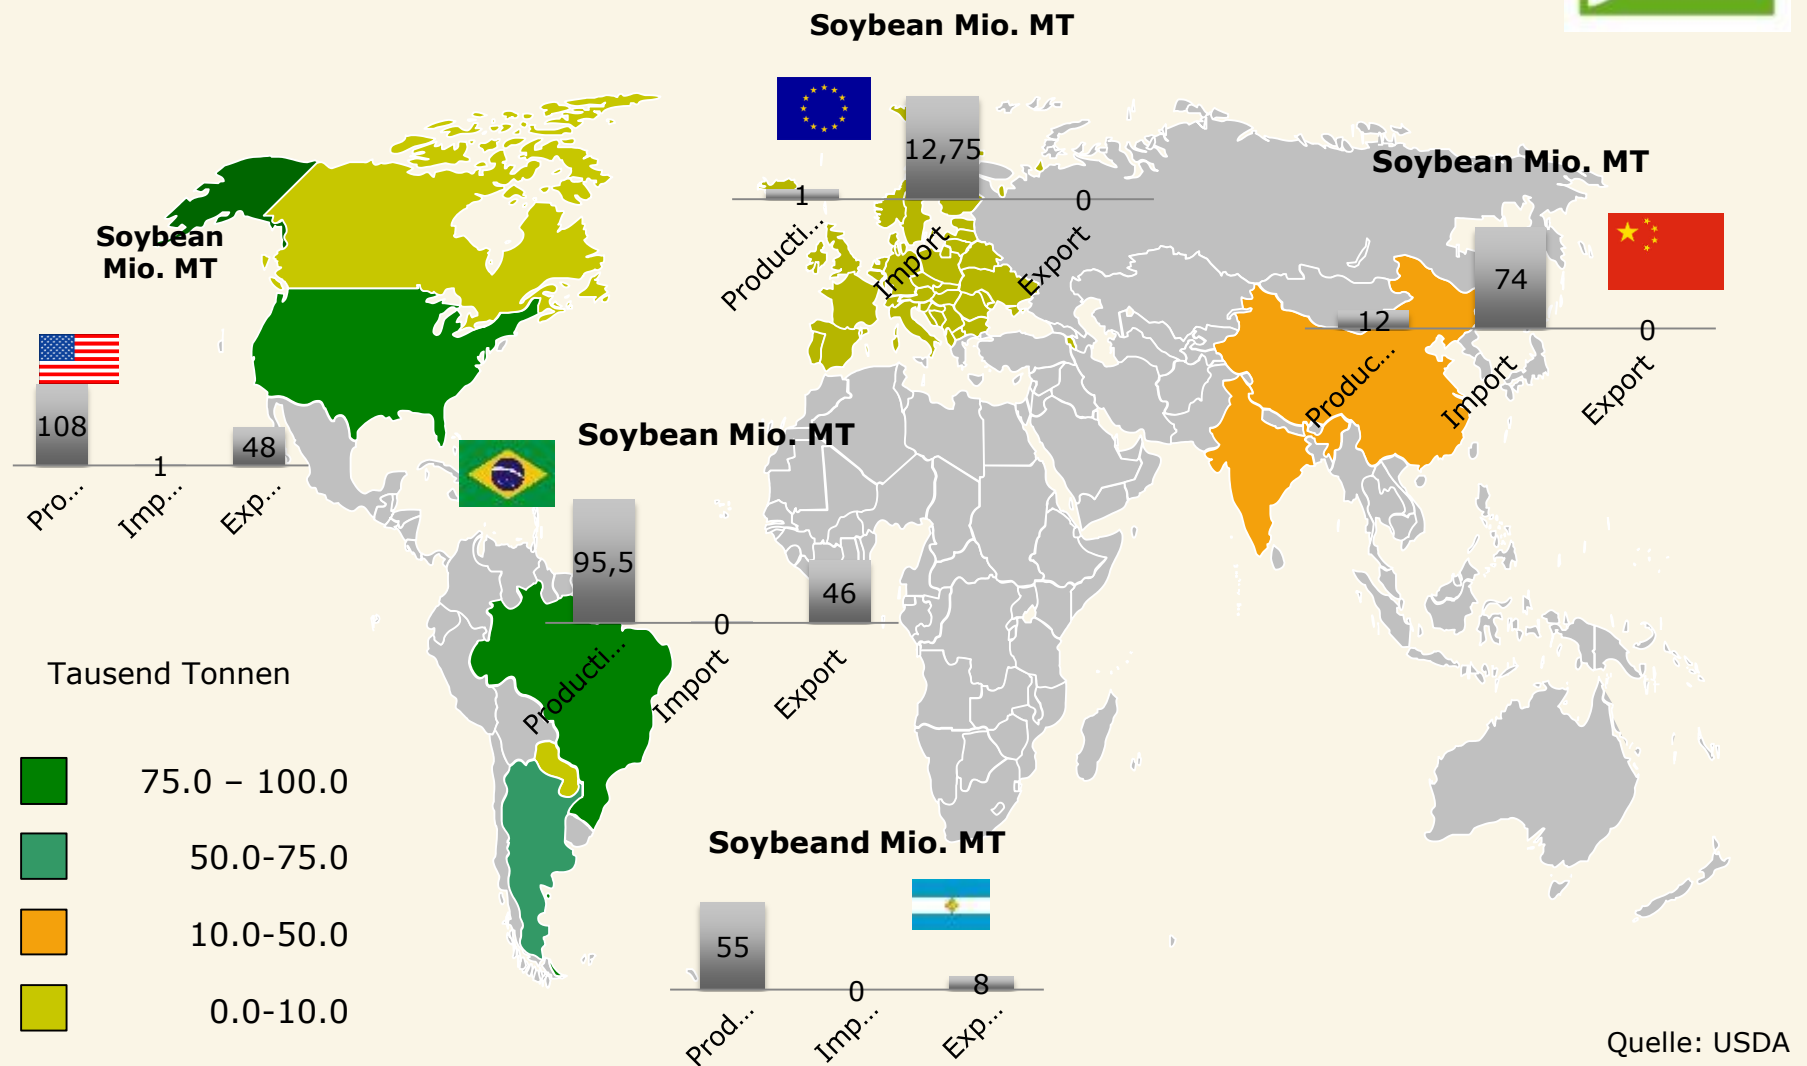 Soybean Mio. MT
12,75
1
0
Producti...
Import
Export
Soybean Mio. MT
74
12
0
Produc...
Import
Export
Soybean
Mio. MT
108
1
48
Pro...
Imp...
Exp...
Soybean Mio. MT
95,5
0
46
Producti...
Import
Export
Tausend Tonnen
75.0 – 100.0
50.0-75.0
10.0-50.0
0.0-10.0
Soybeand Mio. MT
55
0
8
Prod...
Imp...
Exp...
Quelle: USDA